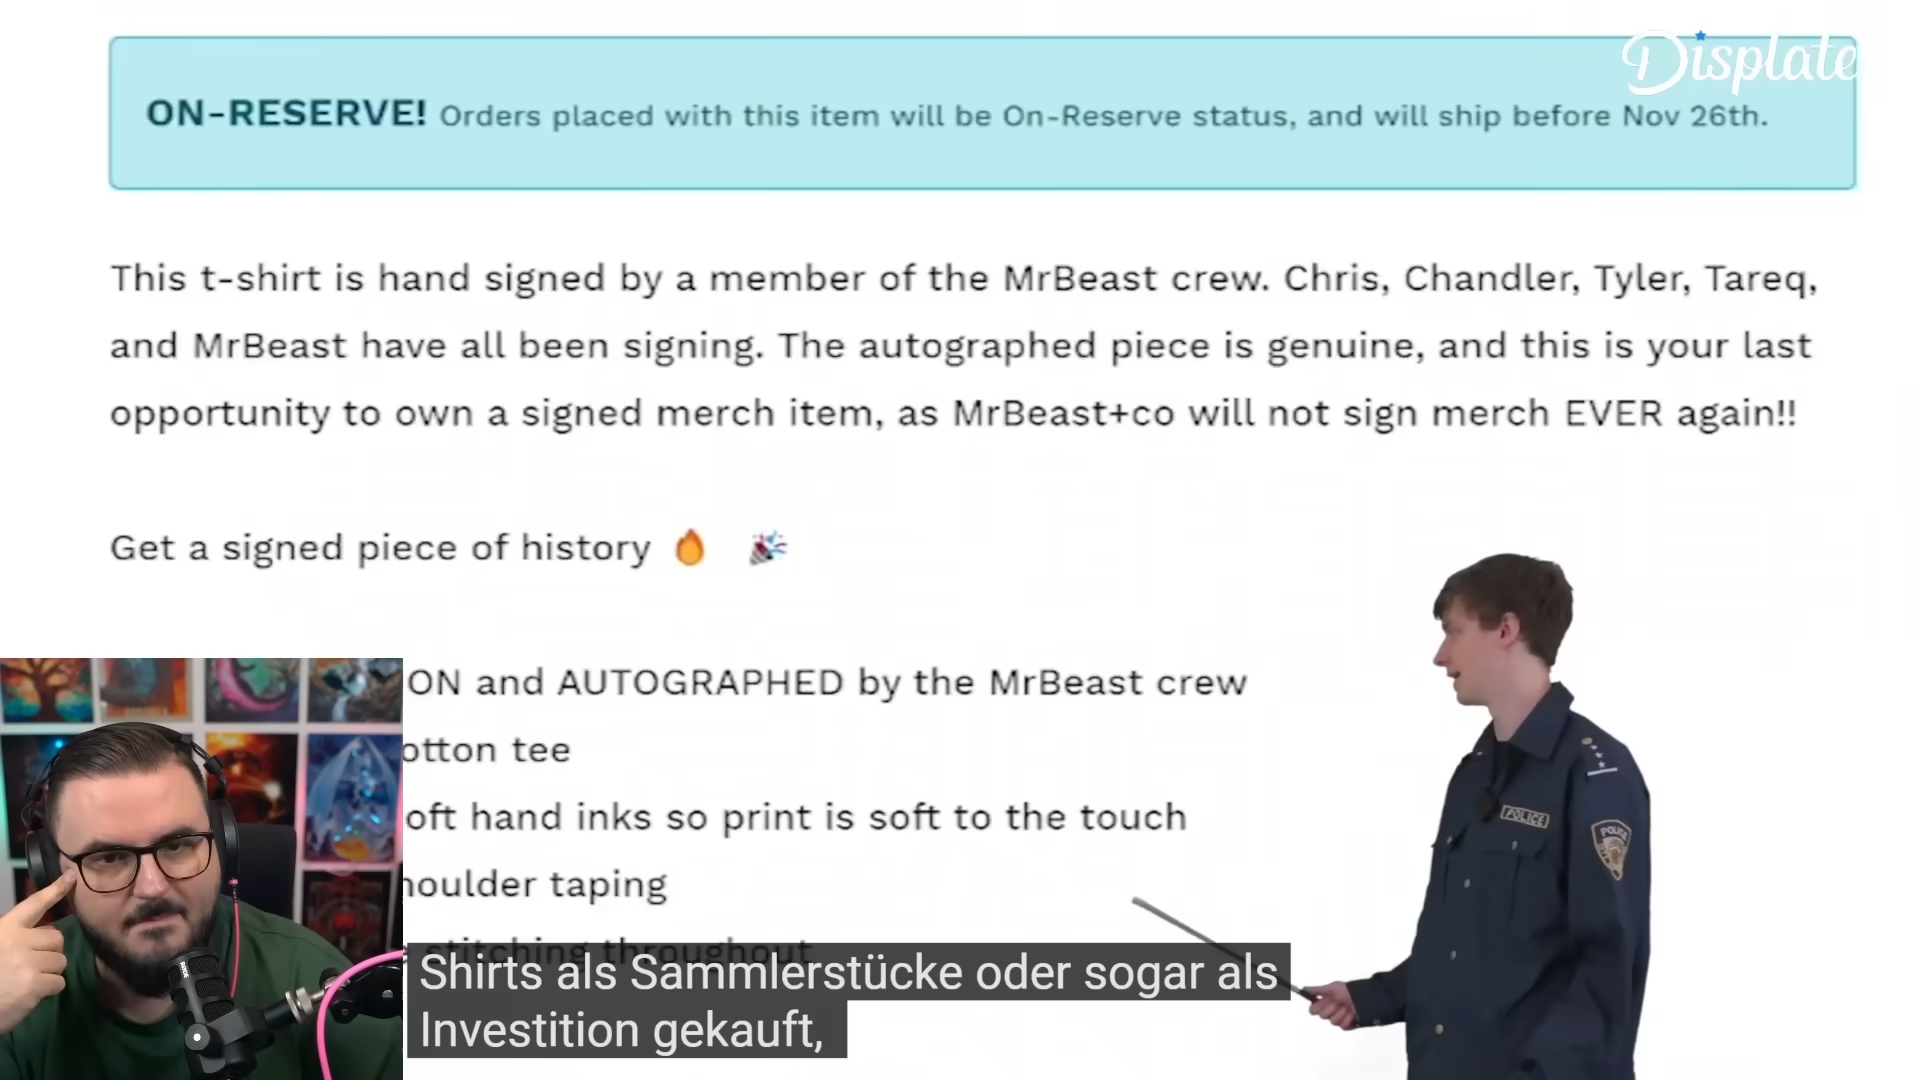 Displate
ON-RESERVE! Orders placed with this item will be On-Reserve status, and will ship before Nov 26th.
This t-shirt is hand signed by a member of the MrBeast crew. Chris, Chandler, Tyler, Tareq,
and MrBeast have all been signing. The autographed piece is genuine, and this is your last
opportunity to own a signed merch item, as MrBeast+co will not sign merch EVER again!!
Get a signed piece of history 🔥 🎉
ON and AUTOGRAPHED by the MrBeast crew
otton tee
oft hand inks so print is soft to the touch
houlder taping
stitching throughout
Shirts als Sammlerstücke oder sogar als
Investition gekauft,
POLICE
POLICE